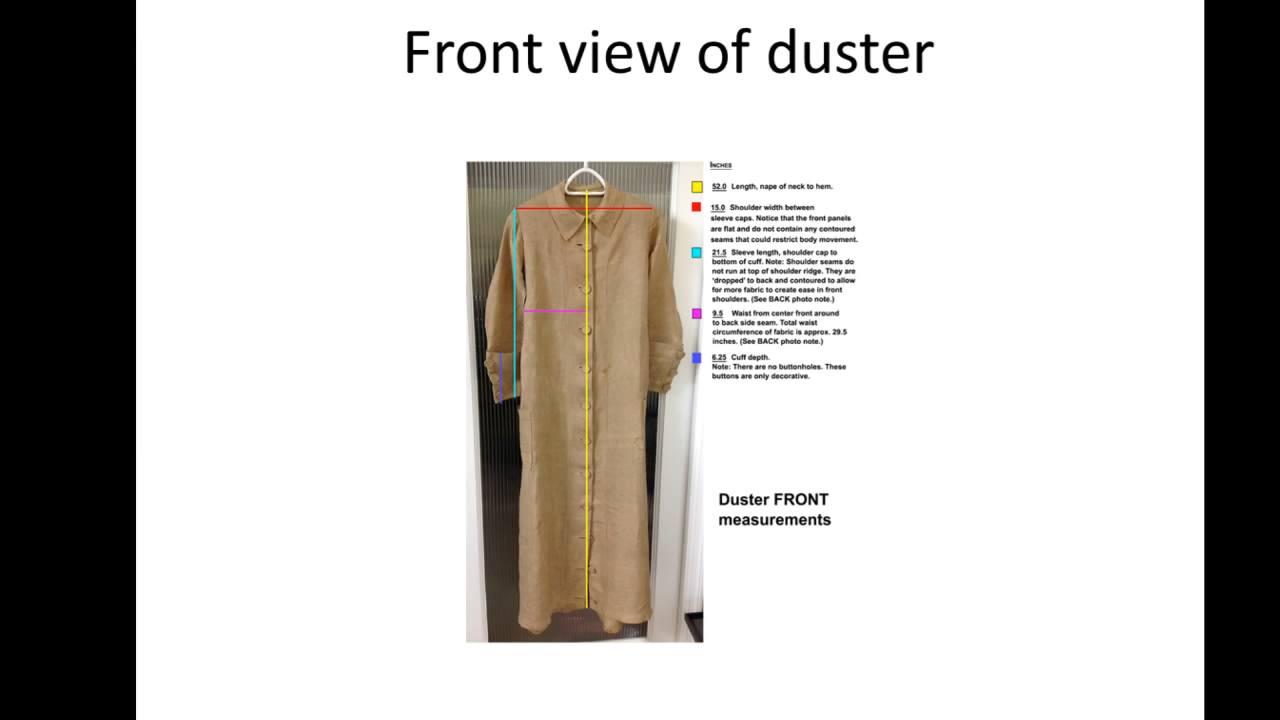 Front view of duster
INCHES
52.0 Length, nape of neck to hem.
15.0 Shoulder width between
sleeve caps. Notice that the front panels
are flat and do not contain any contoured
seams that could restrict body movement.
21.5 Sleeve length, shoulder cap to
bottom of cuff. Note: Shoulder seams do
not run at top of shoulder ridge. They are
'dropped' to back and contoured to allow
for more fabric to create ease in front
shoulders. (See BACK photo note.)
9.5 Waist from center front around
to back side seam. Total waist
circumference of fabric is approx. 29.5
inches. (See BACK photo note.)
6.25 Cuff depth.
Note: There are no buttonholes. These
buttons are only decorative.
Duster FRONT
measurements